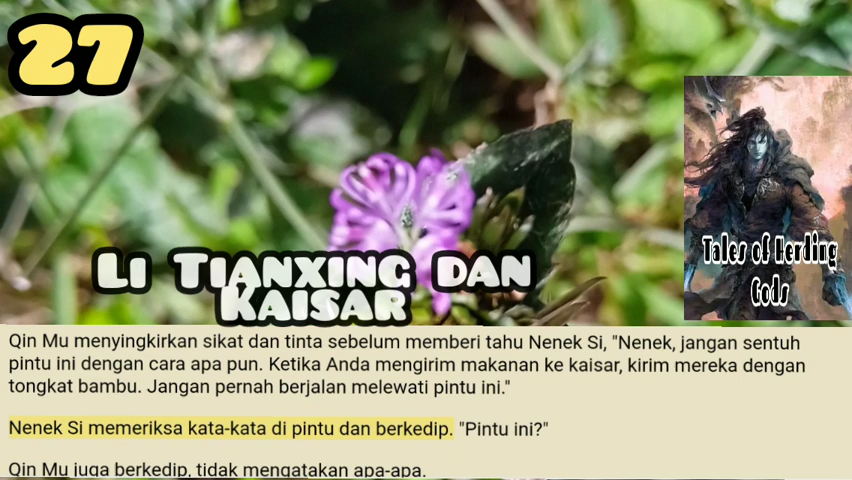 27
Li Tianxing dan
Kaisar
Tales of Herding
Gods
Qin Mu menyingkirkan sikat dan tinta sebelum memberi tahu Nenek Si, "Nenek, jangan sentuh
pintu ini dengan cara apa pun. Ketika Anda mengirim makanan ke kaisar, kirim mereka dengan
tongkat bambu. Jangan pernah berjalan melewati pintu ini."
Nenek Si memeriksa kata-kata di pintu dan berkedip. "Pintu ini?"
Qin Mu juga berkedip, tidak mengatakan apa-apa.